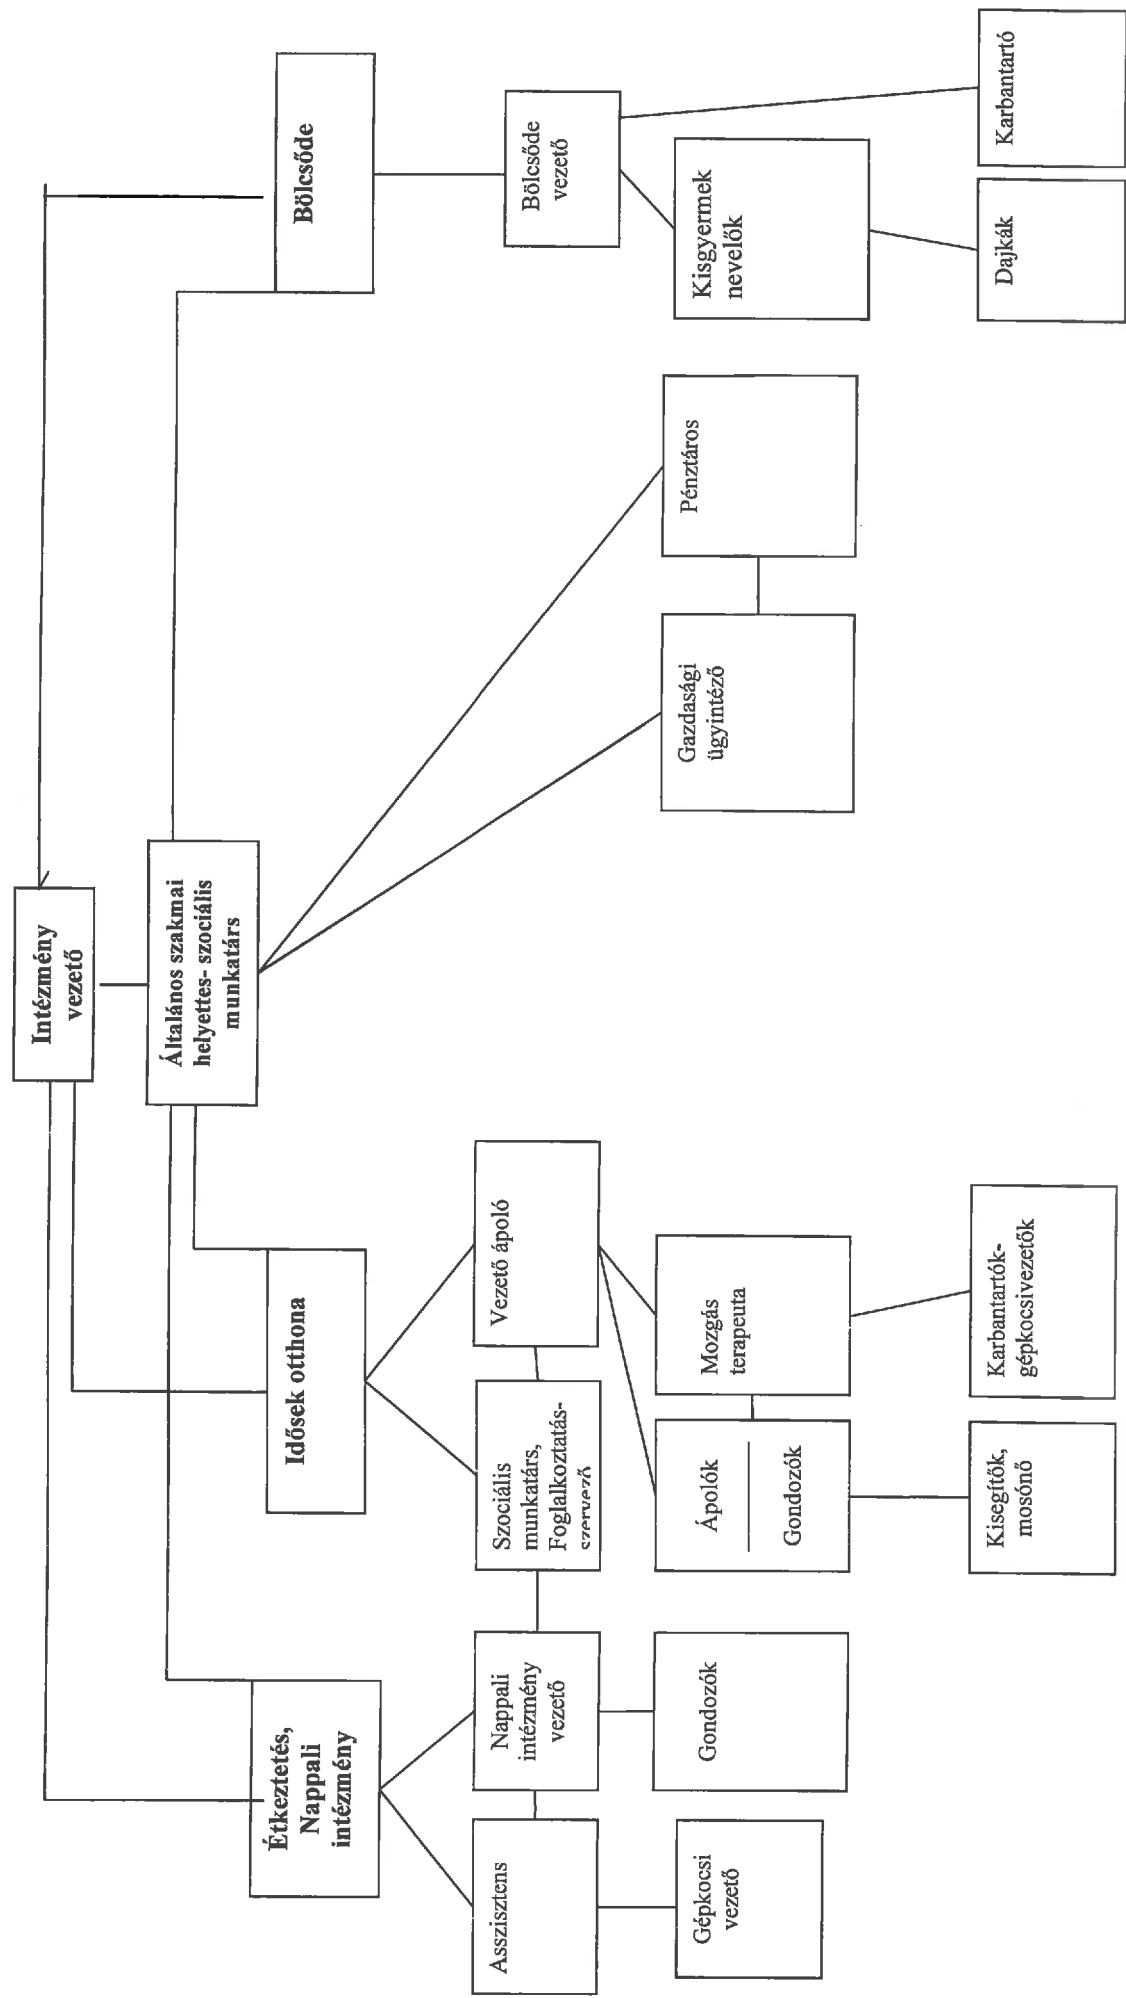 Intézmény
vezető
Általános szakmai
helyettes- szociális
munkatárs
Étkeztetés,
Nappali
intézmény
Idősek otthona
Bölcsőde
Asszisztens
Nappali
intézmény
vezető
Szociális
munkatárs,
Foglalkoztatás-
szervező
Vezető ápoló
Bölcsőde
vezető
Gépkocsi
vezető
Gondozók
Ápolók
Gondozók
Mozgás
terapeuta
Gazdasági
ügyintéző
Pénztáros
Kisgyermek
nevelők
Kisegítők,
mosónő
Karbantartók-
gépkocsivezetők
Dajkák
Karbantartó